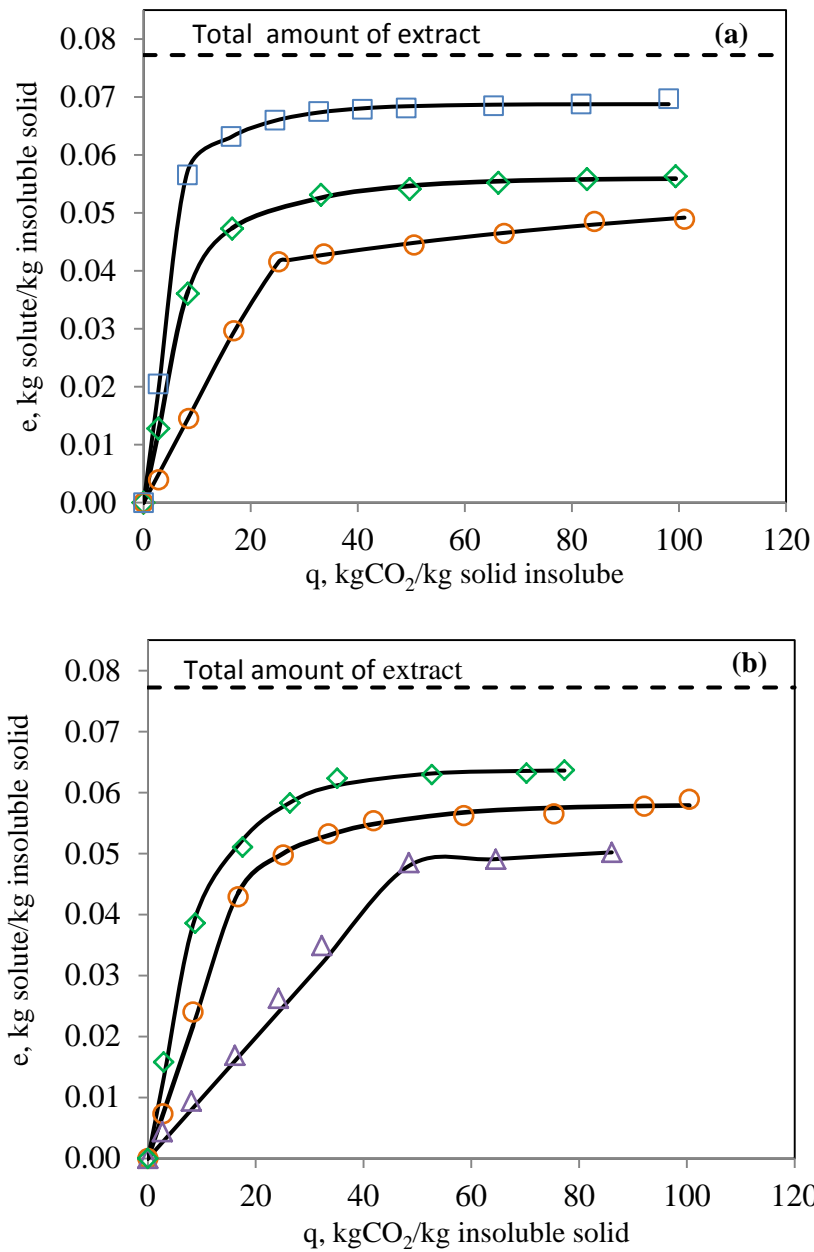 0.08
Total amount of extract
(a)
0.07
0.06
0.05
0.04
0.03
0.02
0.01
0.00
e, kg solute/kg insoluble solid
0 20 40 60 80 100 120
q, kgCO2/kg solid insolube
0.08
Total amount of extract
(b)
0.07
0.06
0.05
0.04
0.03
0.02
0.01
0.00
e, kg solute/kg insoluble solid
0 20 40 60 80 100 120
q, kgCO2/kg insoluble solid